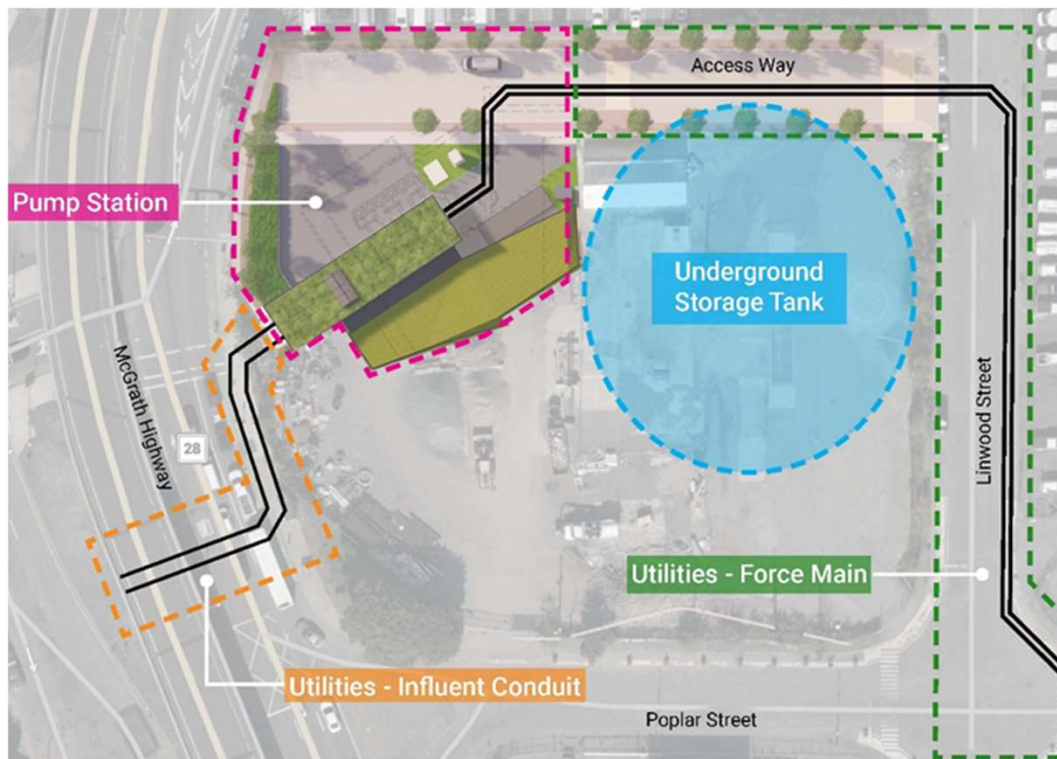 Access Way
Pump Station
Underground
Storage Tank
McGrath Highway
28
Linwood Street
Utilities - Force Main
Utilities - Influent Conduit
Poplar Street